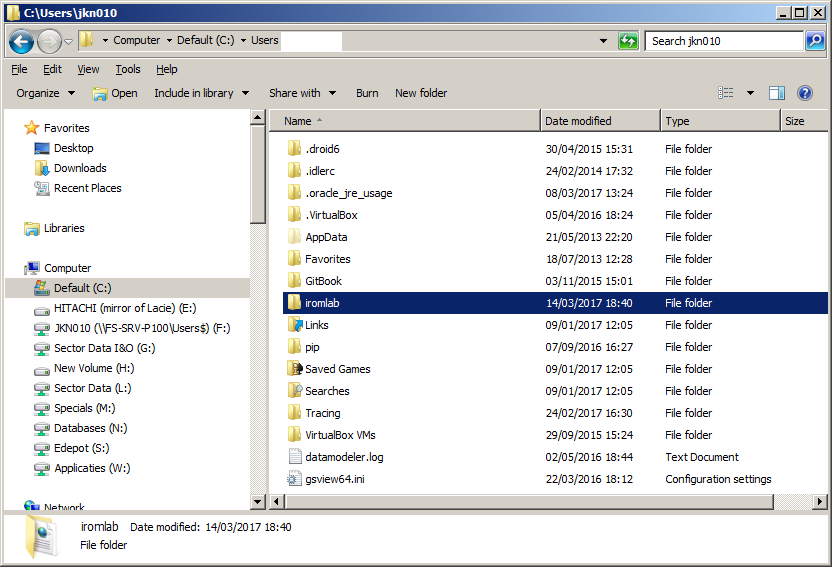 C:\Users\jkn010
Computer Default (C:) Users
Search jkn010
File Edit View Tools Help
Organize Open Include in library Share with Burn New folder
Favorites
Desktop
Downloads
Recent Places
Libraries
Computer
Default (C:)
HITACHI (mirror of Lacie) (E:)
JKN010 (\\FS-SRV-P100\Users$) (F:)
Sector Data I&O (G:)
New Volume (H:)
Sector Data (L:)
Specials (M:)
Databases (N:)
Edepot (S:)
Applicaties (W:)
Network
Name Date modified Type Size
.droid6 30/04/2015 15:31 File folder
.idlerc 24/02/2014 17:32 File folder
.oracle_jre_usage 08/03/2017 13:24 File folder
.VirtualBox 05/04/2016 18:24 File folder
AppData 21/05/2013 22:20 File folder
Favorites 18/07/2013 12:28 File folder
GitBook 03/11/2015 15:01 File folder
iromlab 14/03/2017 18:40 File folder
Links 09/01/2017 12:05 File folder
pip 07/09/2016 16:27 File folder
Saved Games 09/01/2017 12:05 File folder
Searches 09/01/2017 12:05 File folder
Tracing 24/02/2017 16:30 File folder
VirtualBox VMs 29/09/2015 15:24 File folder
datamodeler.log 02/05/2016 18:44 Text Document
gsview64.ini 22/03/2016 18:12 Configuration settings
iromlab Date modified: 14/03/2017 18:40
File folder